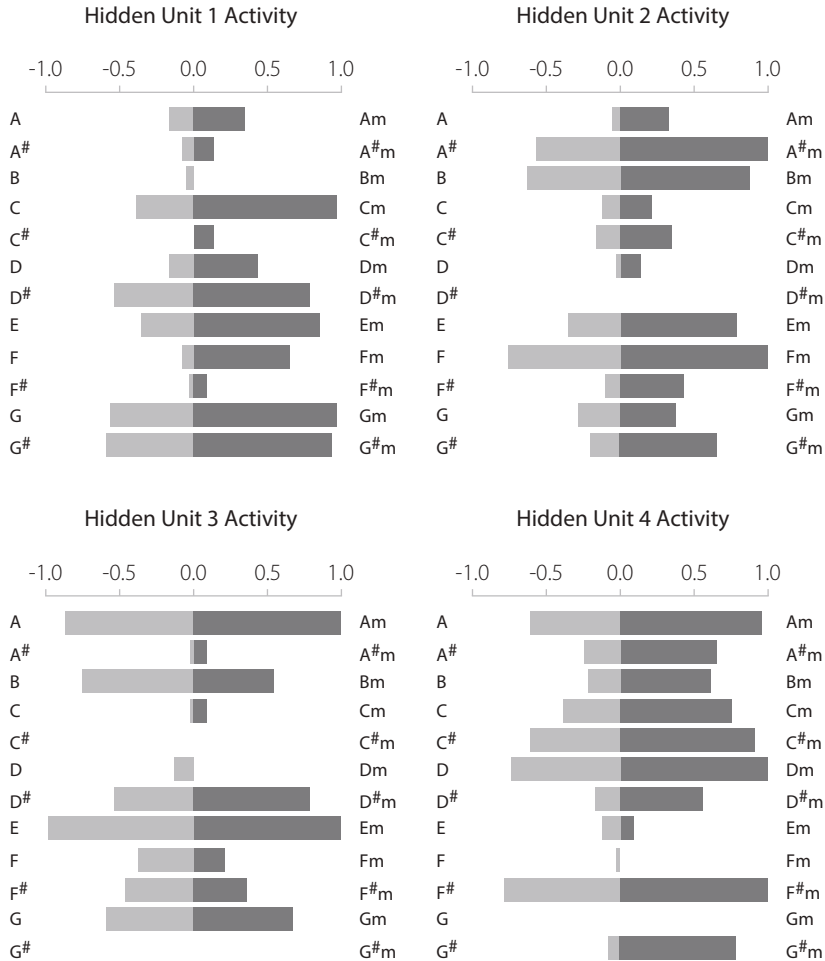 Hidden Unit 1 Activity
-1.0 -0.5 0.0 0.5 1.0
A Am
A# A#m
B Bm
C Cm
C# C#m
D Dm
D# D#m
E Em
F Fm
F# F#m
G Gm
G# G#m
Hidden Unit 2 Activity
-1.0 -0.5 0.0 0.5 1.0
A Am
A# A#m
B Bm
C Cm
C# C#m
D Dm
D# D#m
E Em
F Fm
F# F#m
G Gm
G# G#m
Hidden Unit 3 Activity
-1.0 -0.5 0.0 0.5 1.0
A Am
A# A#m
B Bm
C Cm
C# C#m
D Dm
D# D#m
E Em
F Fm
F# F#m
G Gm
G# G#m
Hidden Unit 4 Activity
-1.0 -0.5 0.0 0.5 1.0
A Am
A# A#m
B Bm
C Cm
C# C#m
D Dm
D# D#m
E Em
F Fm
F# F#m
G Gm
G# G#m